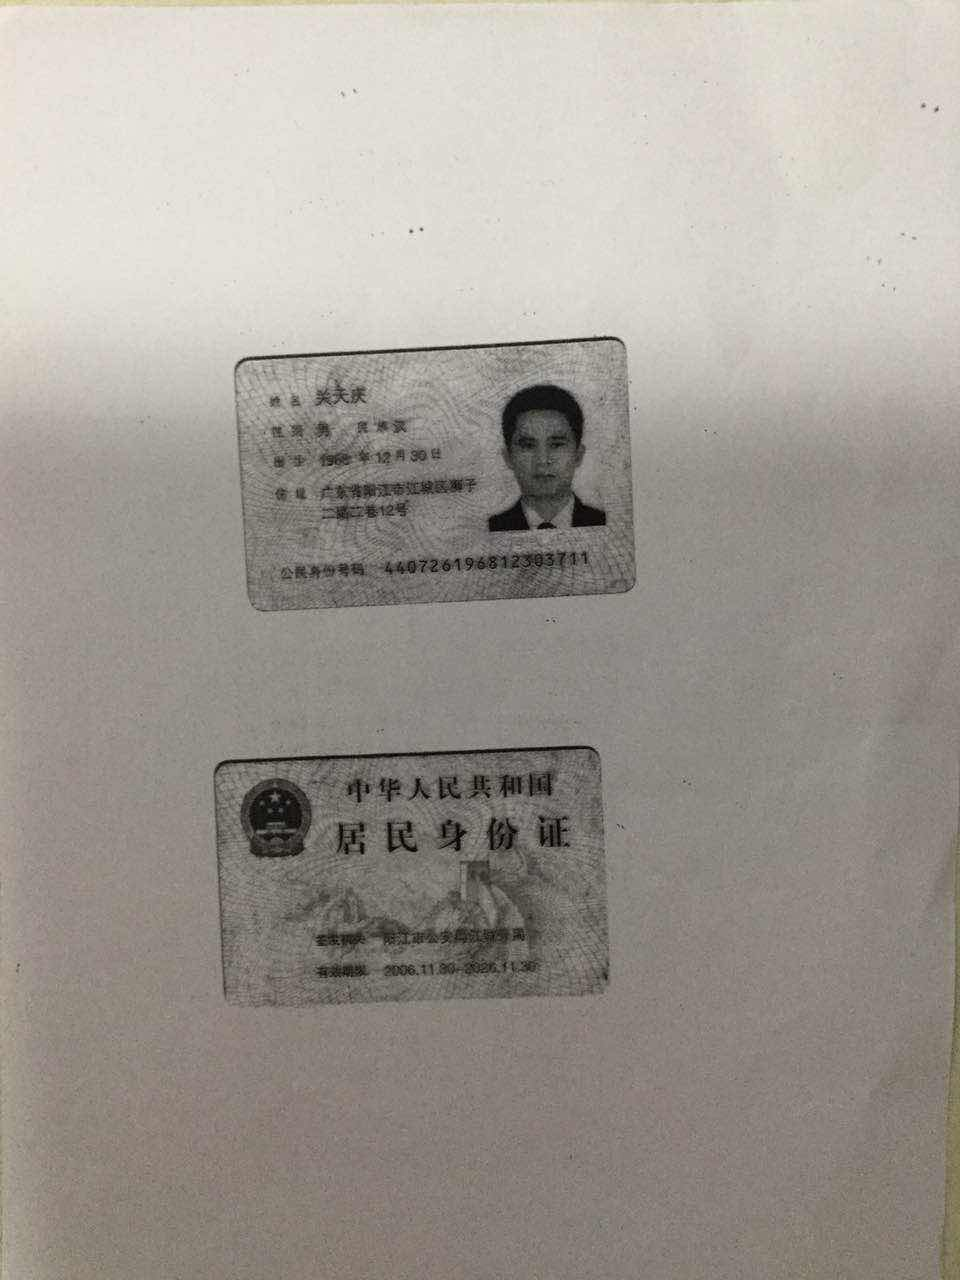 姓名 关天庆
性别 男 民族 汉
出生 1968 年 12 月 30 日
住址 广东省阳江市江城区狮子
二巷12号
公民身份号码 440726196812303711
中华人民共和国
居民身份证
签发机关 阳江市公安局江城分局
有效期限 2006.11.30-2026.11.30